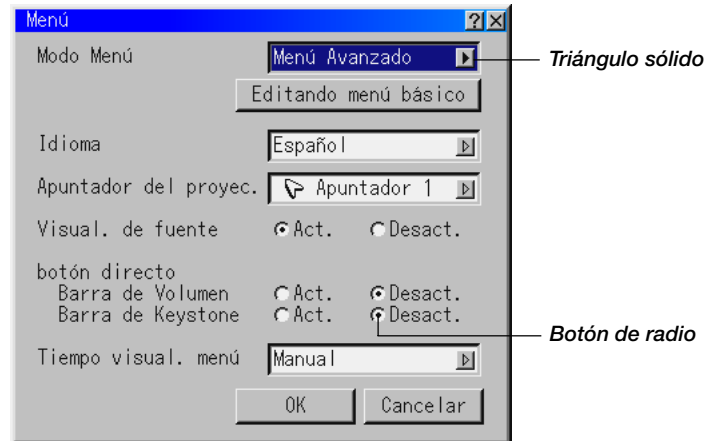 Menú
Modo Menú Menú Avanzado Triángulo sólido
Editando menú básico
Idioma Español
Apuntador del proyec. Apuntador 1
Visual. de fuente Act. Desact.
botón directo
Barra de Volumen Act. Desact.
Barra de Keystone Act. Desact.
Botón de radio
Tiempo visual. menú Manual
OK Cancelar